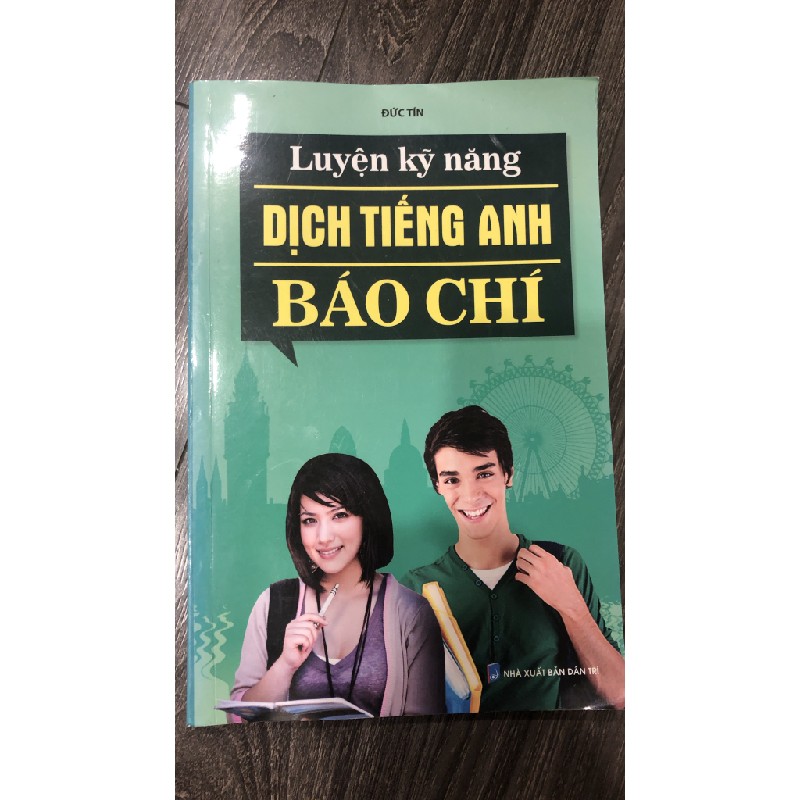 ĐỨC TÍN
Luyện kỹ năng
DỊCH TIẾNG ANH
BÁO CHÍ
NHÀ XUẤT BẢN DÂN TRÍ